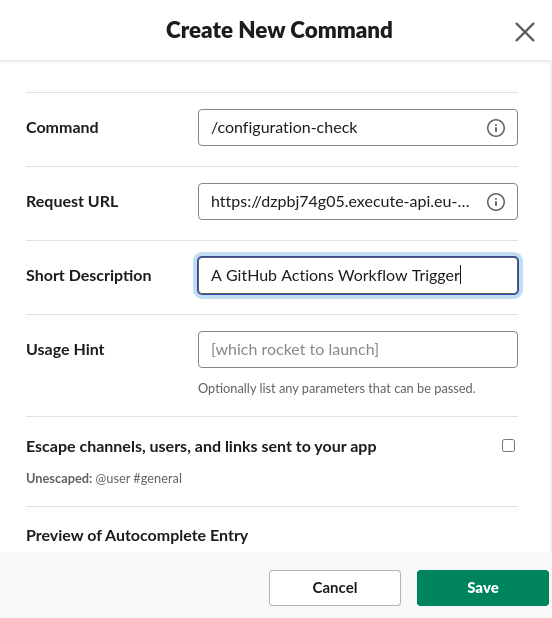 Create New Command
Command
/configuration-check
Request URL
https://dzpbj74g05.execute-api.eu-...
Short Description
A GitHub Actions Workflow Trigger
Usage Hint
[which rocket to launch]
Optionally list any parameters that can be passed.
Escape channels, users, and links sent to your app
Unescaped: @user #general
Preview of Autocomplete Entry
Cancel
Save